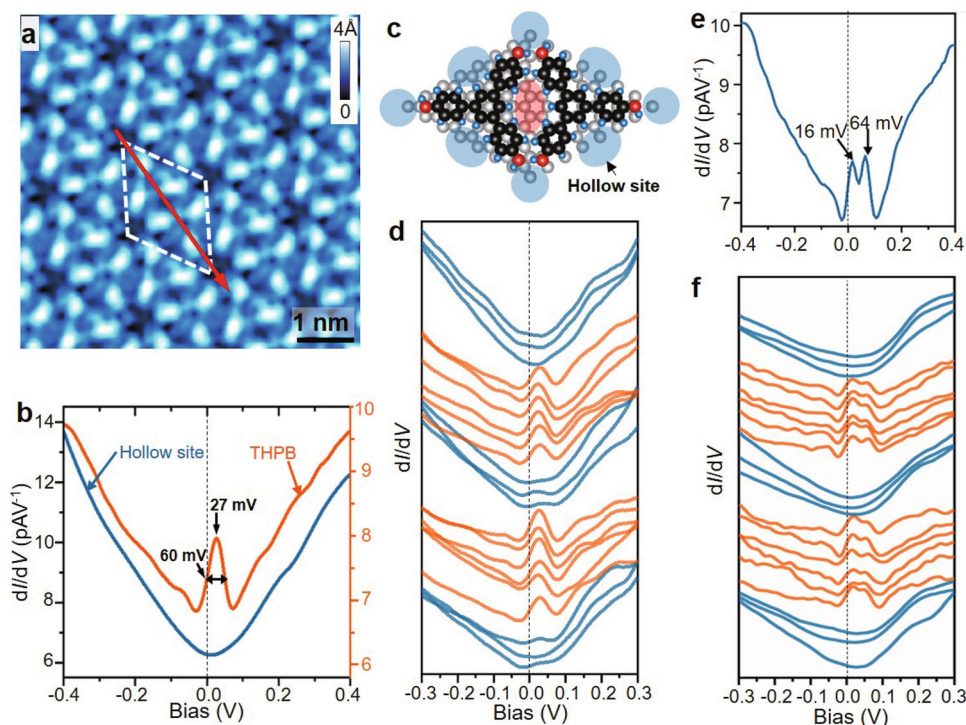 a
4Å
0
1 nm
b
14
12
10
8
6
dI/dV (pAV⁻¹)
Hollow site
THPB
27 mV
60 mV
10
9
8
7
6
-0.4
-0.2
0.0
0.2
0.4
Bias (V)
c
Hollow site
d
dI/dV
-0.3
-0.2
-0.1
0.0
0.1
0.2
0.3
Bias (V)
e
10
9
8
7
dI/dV (pAV⁻¹)
16 mV
64 mV
-0.4
-0.2
0.0
0.2
0.4
Bias (V)
f
dI/dV
-0.3
-0.2
-0.1
0.0
0.1
0.2
0.3
Bias (V)